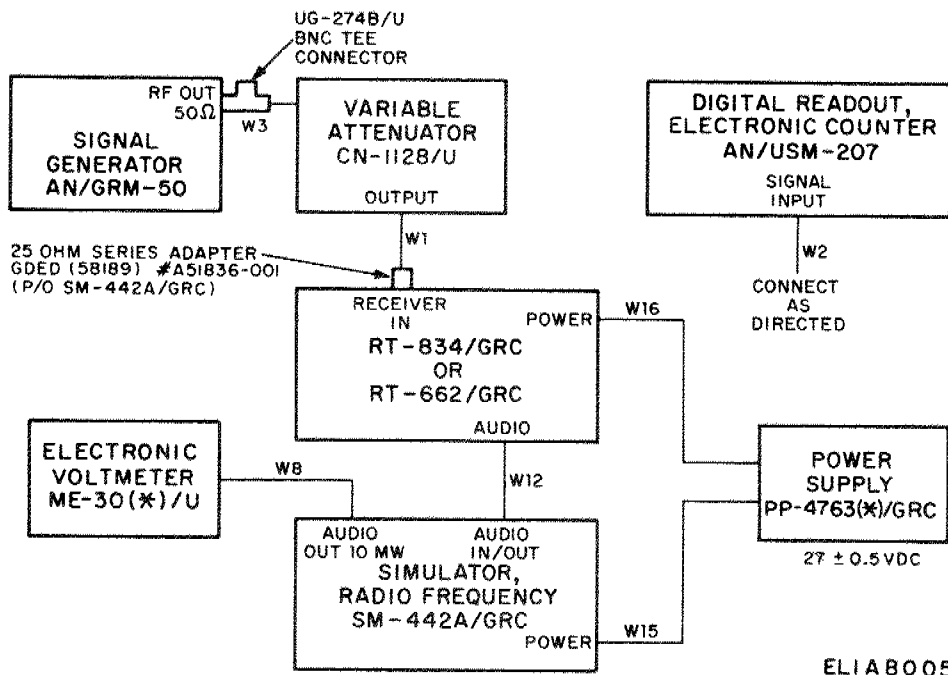 UG-274B/U
BNC TEE
CONNECTOR
RF OUT
50Ω
W3
SIGNAL
GENERATOR
AN/GRM-50
VARIABLE
ATTENUATOR
CN-1128/U
OUTPUT
DIGITAL READOUT,
ELECTRONIC COUNTER
AN/USM-207
SIGNAL
INPUT
W2
CONNECT
AS
DIRECTED
W1
25 OHM SERIES ADAPTER
GDED (58189) #A51836-001
(P/O SM-442A/GRC)
RECEIVER
IN
POWER
W16
RT-834/GRC
OR
RT-662/GRC
AUDIO
ELECTRONIC
VOLTMETER
ME-30(*)/U
W8
W12
POWER
SUPPLY
PP-4763(*)/GRC
27 ± 0.5 VDC
AUDIO
OUT 10 MW
AUDIO
IN/OUT
SIMULATOR,
RADIO FREQUENCY
SM-442A/GRC
POWER
W15
ELIAB005